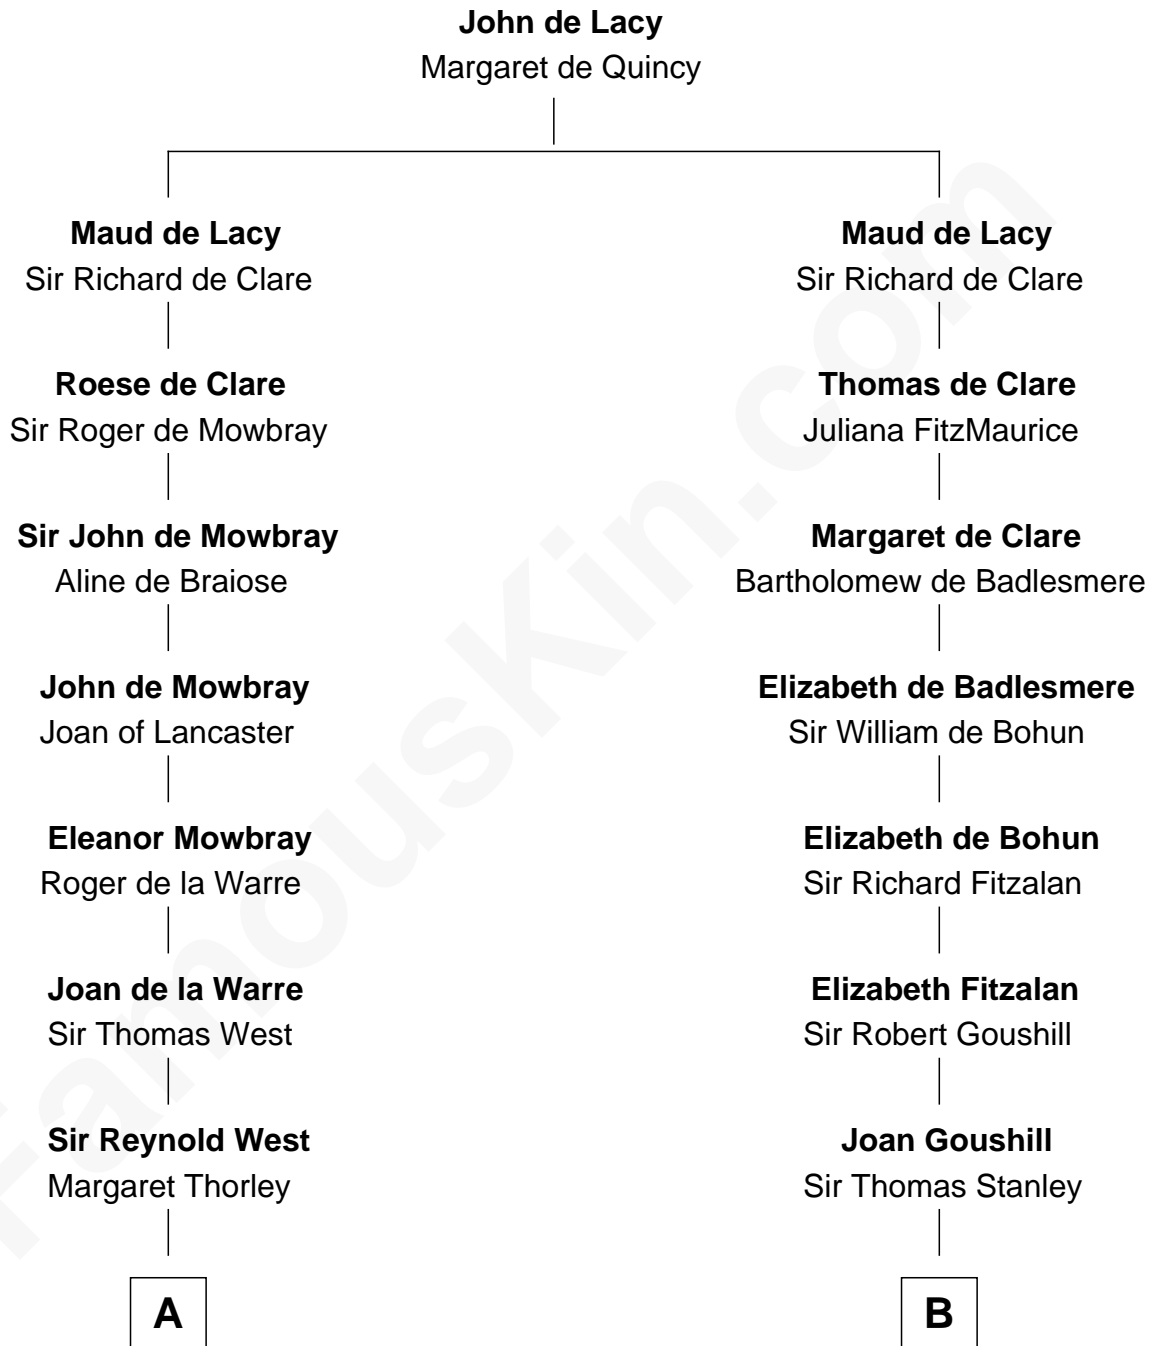 John de Lacy
Margaret de Quincy
Maud de Lacy
Sir Richard de Clare
Roese de Clare
Sir Roger de Mowbray
Sir John de Mowbray
Aline de Braiose
John de Mowbray
Joan of Lancaster
Eleanor Mowbray
Roger de la Warre
Joan de la Warre
Sir Thomas West
Sir Reynold West
Margaret Thorley
A
Maud de Lacy
Sir Richard de Clare
Thomas de Clare
Juliana FitzMaurice
Margaret de Clare
Bartholomew de Badlesmere
Elizabeth de Badlesmere
Sir William de Bohun
Elizabeth de Bohun
Sir Richard Fitzalan
Elizabeth Fitzalan
Sir Robert Goushill
Joan Goushill
Sir Thomas Stanley
B
FamousKin.com